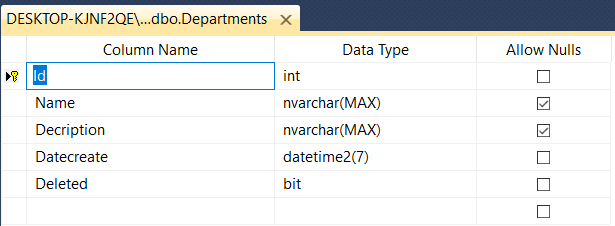 DESKTOP-KJNF2QE\...dbo.Departments
Column Name Data Type Allow Nulls
Id int
Name nvarchar(MAX)
Decription nvarchar(MAX)
Datecreate datetime2(7)
Deleted bit